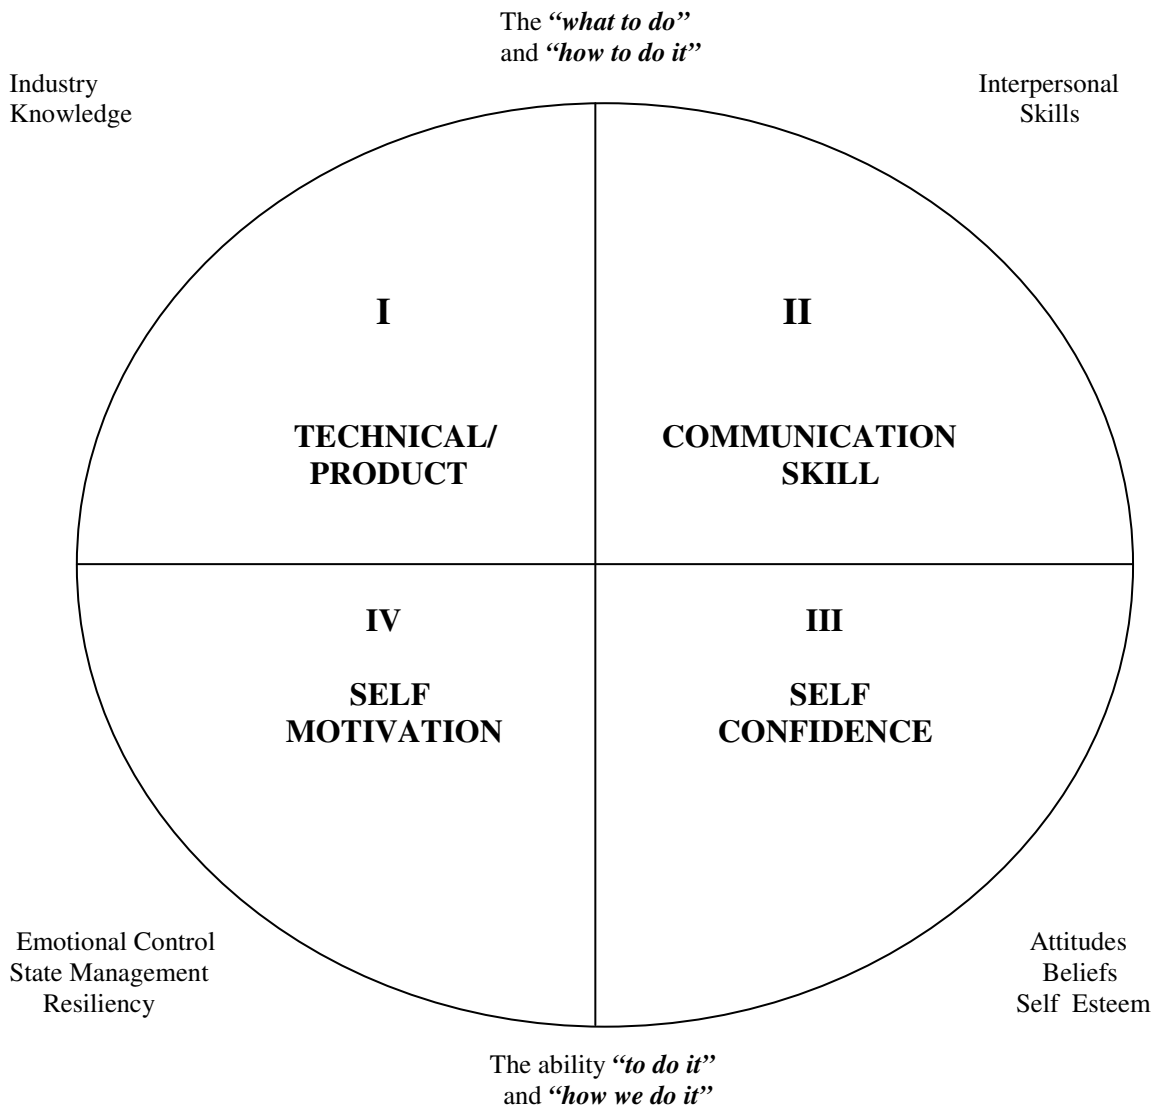 The “what to do”
and “how to do it”
Industry
Knowledge
Interpersonal
Skills
I
TECHNICAL/
PRODUCT
II
COMMUNICATION
SKILL
IV
SELF
MOTIVATION
III
SELF
CONFIDENCE
Emotional Control
State Management
Resiliency
Attitudes
Beliefs
Self Esteem
The ability “to do it”
and “how we do it”